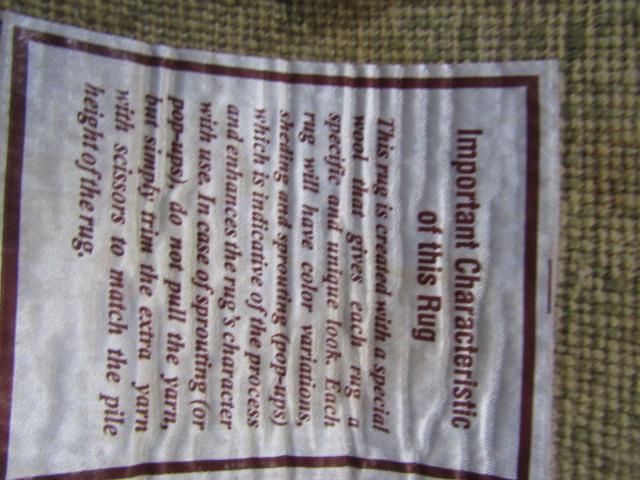 Important Characteristic
of this Rug
This rug is created with a special
wool that gives each rug a
specific and unique look. Each
rug will have color variations,
sheding and sprouting (pop-ups)
which is indicative of the process
and enhances the rug's character
with use. In case of sprouting (or
pop-ups) do not pull the yarn,
but simply trim the extra yarn
with scissors to match the pile
height of the rug.